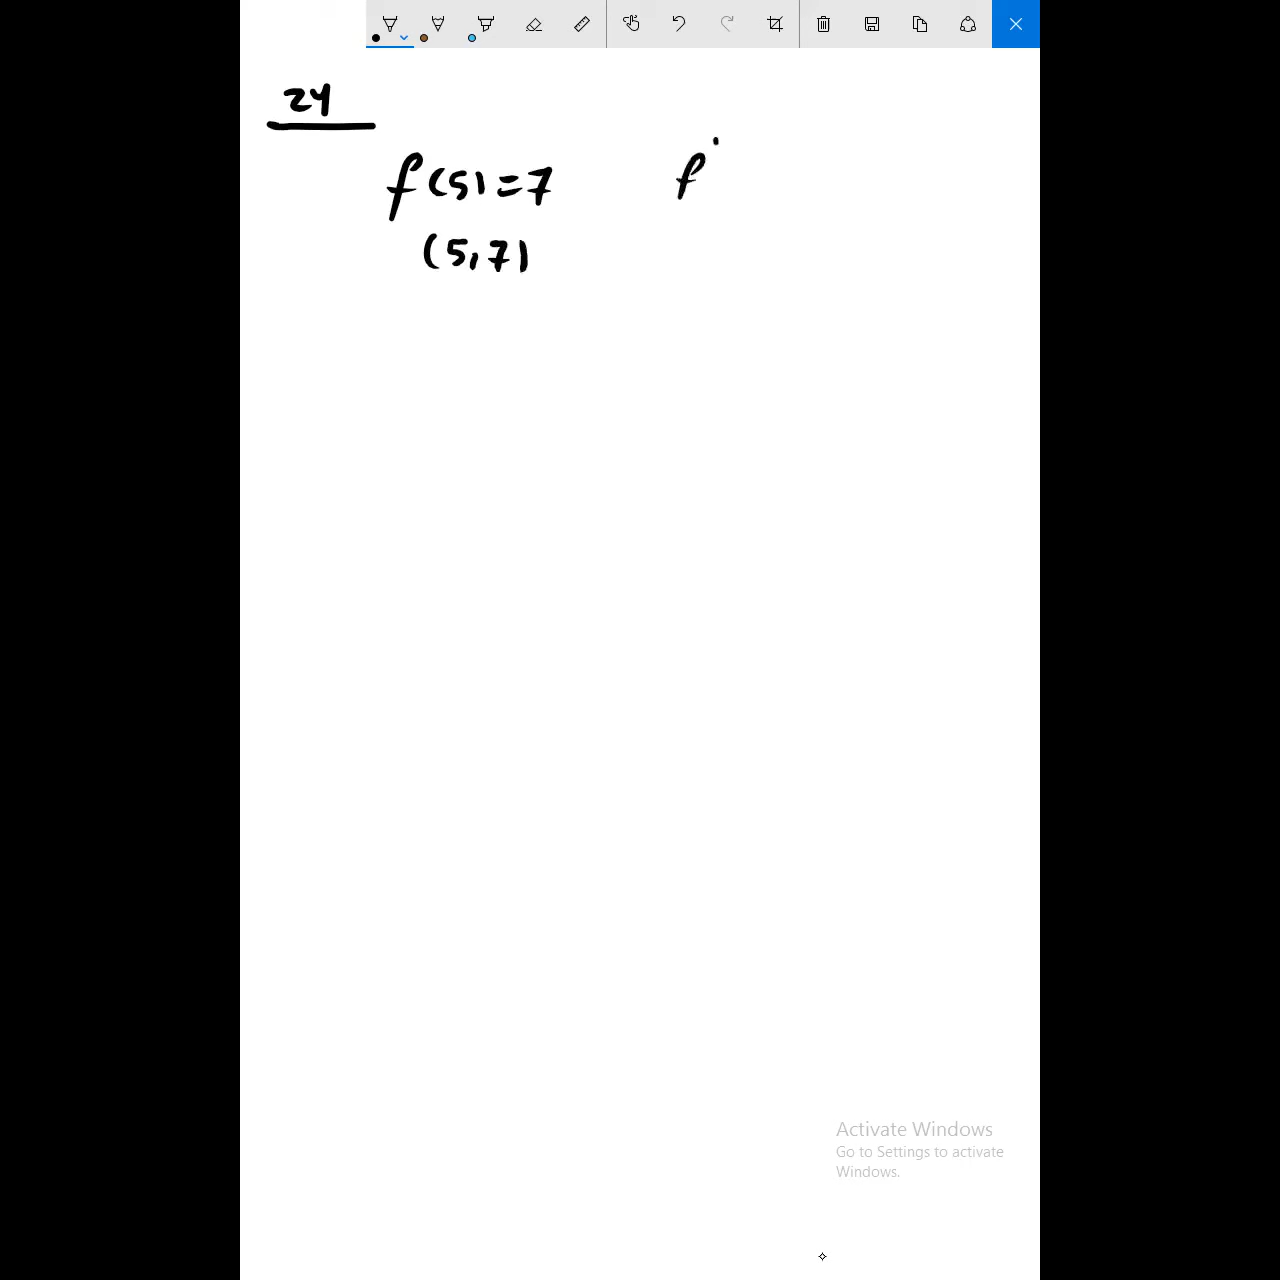 24
f(5)=7 f'
(5,7)
Activate Windows
Go to Settings to activate
Windows.